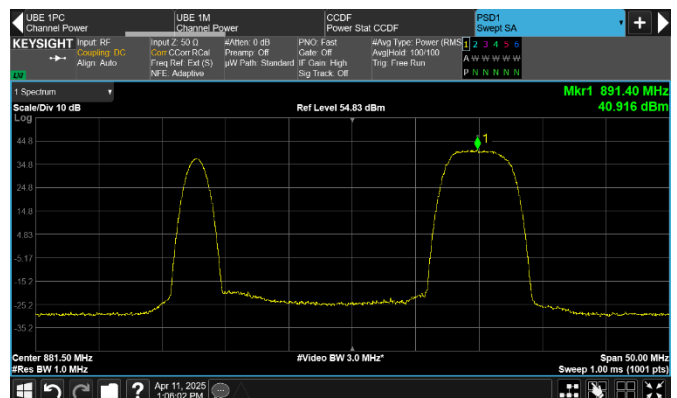 UBE 1PC
Channel Power
UBE 1M
Channel Power
CCDF
Power Stat CCDF
PSD1
Swept SA
KEYSIGHT
Input: RF
Coupling: DC
Align: Auto
Input Z: 50 Ω
Corr CCorr RCal
Freq Ref: Ext (S)
NFE: Adaptive
#Atten: 0 dB
Preamp: Off
µW Path: Standard
PNO: Fast
Gate: Off
IF Gain: High
Sig Track: Off
#Avg Type: Power (RMS)
Avg|Hold: 100/100
Trig: Free Run
1 2 3 4 5 6
A W W W W W
P N N N N N
LXI
1 Spectrum
Scale/Div 10 dB
Log
Ref Level 54.83 dBm
Mkr1 891.40 MHz
40.916 dBm
1
44.8
34.8
24.8
14.8
4.83
-5.17
-15.2
-25.2
-35.2
Center 881.50 MHz
#Res BW 1.0 MHz
#Video BW 3.0 MHz*
Span 50.00 MHz
Sweep 1.00 ms (1001 pts)
?
Apr 11, 2025
1:06:02 PM